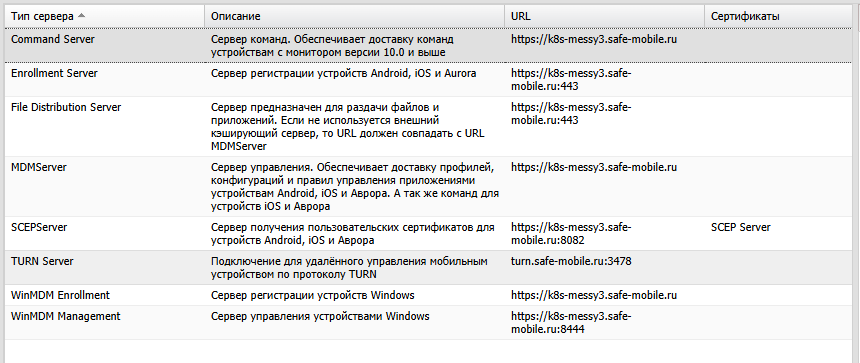 Тип сервера Описание URL Сертификаты
Command Server Сервер команд. Обеспечивает доставку команд https://k8s-messy3.safe-mobile.ru
устройствам с монитором версии 10.0 и выше
Enrollment Server Сервер регистрации устройств Android, iOS и Aurora https://k8s-messy3.safe-
mobile.ru:443
File Distribution Server Сервер предназначен для раздачи файлов и https://k8s-messy3.safe-
приложений. Если не используется внешний mobile.ru:443
кэширующий сервер, то URL должен совпадать с URL
MDMServer
MDMServer Сервер управления. Обеспечивает доставку профилей, https://k8s-messy3.safe-mobile.ru
конфигураций и правил управления приложениями
устройствам Android, iOS и Аврора. А так же команд для
устройств iOS и Аврора
SCEPServer Сервер получения пользовательских сертификатов для https://k8s-messy3.safe- SCEP Server
устройств Android, iOS и Аврора mobile.ru:8082
TURN Server Подключение для удалённого управления мобильным turn.safe-mobile.ru:3478
устройством по протоколу TURN
WinMDM Enrollment Сервер регистрации устройств Windows https://k8s-messy3.safe-mobile.ru
WinMDM Management Сервер управления устройствами Windows https://k8s-messy3.safe-
mobile.ru:8444